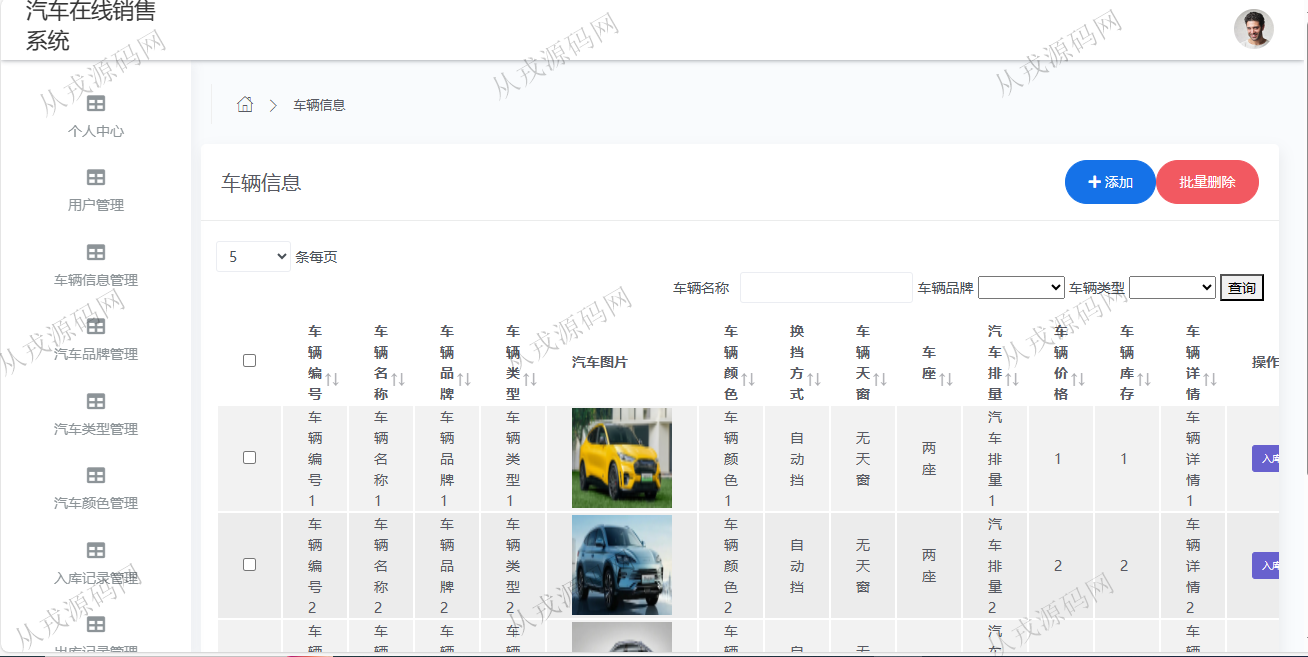 汽车在线销售
系统
个人中心
用户管理
车辆信息管理
汽车品牌管理
汽车类型管理
汽车颜色管理
入库记录管理
出库记录管理
车辆信息
车辆信息
添加 批量删除
5 条每页
车辆名称 车辆品牌 车辆类型 查询
车辆编号 车辆名称 车辆品牌 车辆类型 汽车图片 车辆颜色 换挡方式 车辆天窗 车座 汽车排量 车辆价格 车辆库存 车辆详情 操作
车辆编号1 车辆名称1 车辆品牌1 车辆类型1 车辆颜色1 自动挡 无天窗 两座 汽车排量1 1 1 车辆详情1 入库
车辆编号2 车辆名称2 车辆品牌2 车辆类型2 车辆颜色2 自动挡 无天窗 两座 汽车排量2 2 2 车辆详情2 入库
车辆 车辆 车辆 车辆 车辆 自 无 汽车 车辆
从戎源码网
从戎源码网
从戎源码网
从戎源码网
从戎源码网
从戎源码网
从戎源码网
从戎源码网
从戎源码网